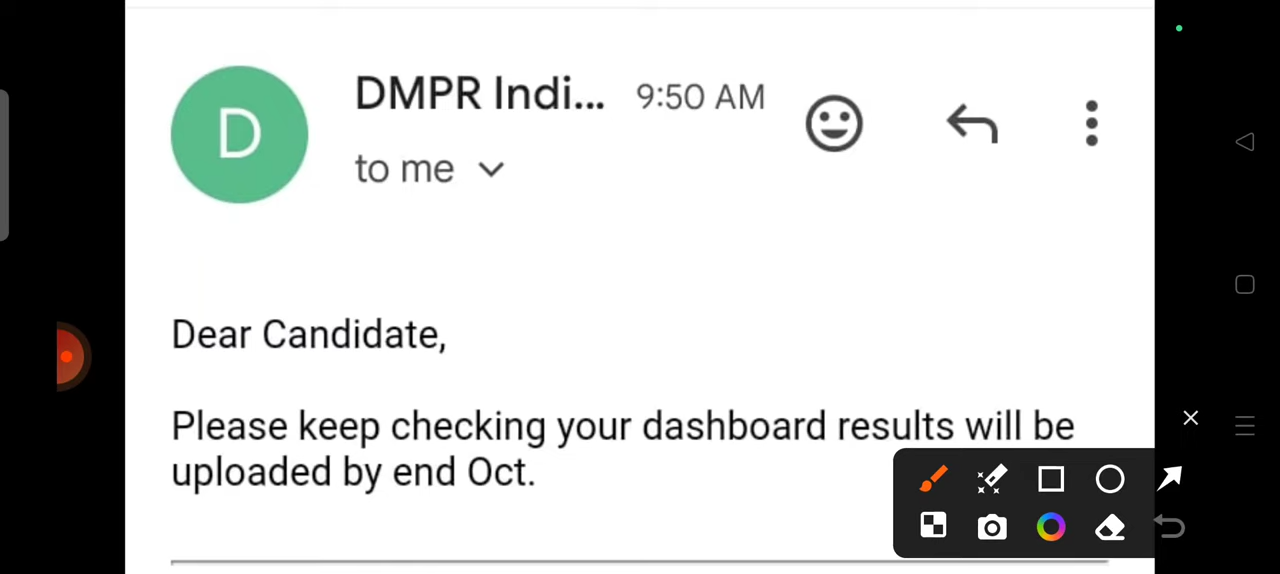 D
DMPR Indi... 9:50 AM
to me
Dear Candidate,
Please keep checking your dashboard results will be
uploaded by end Oct.